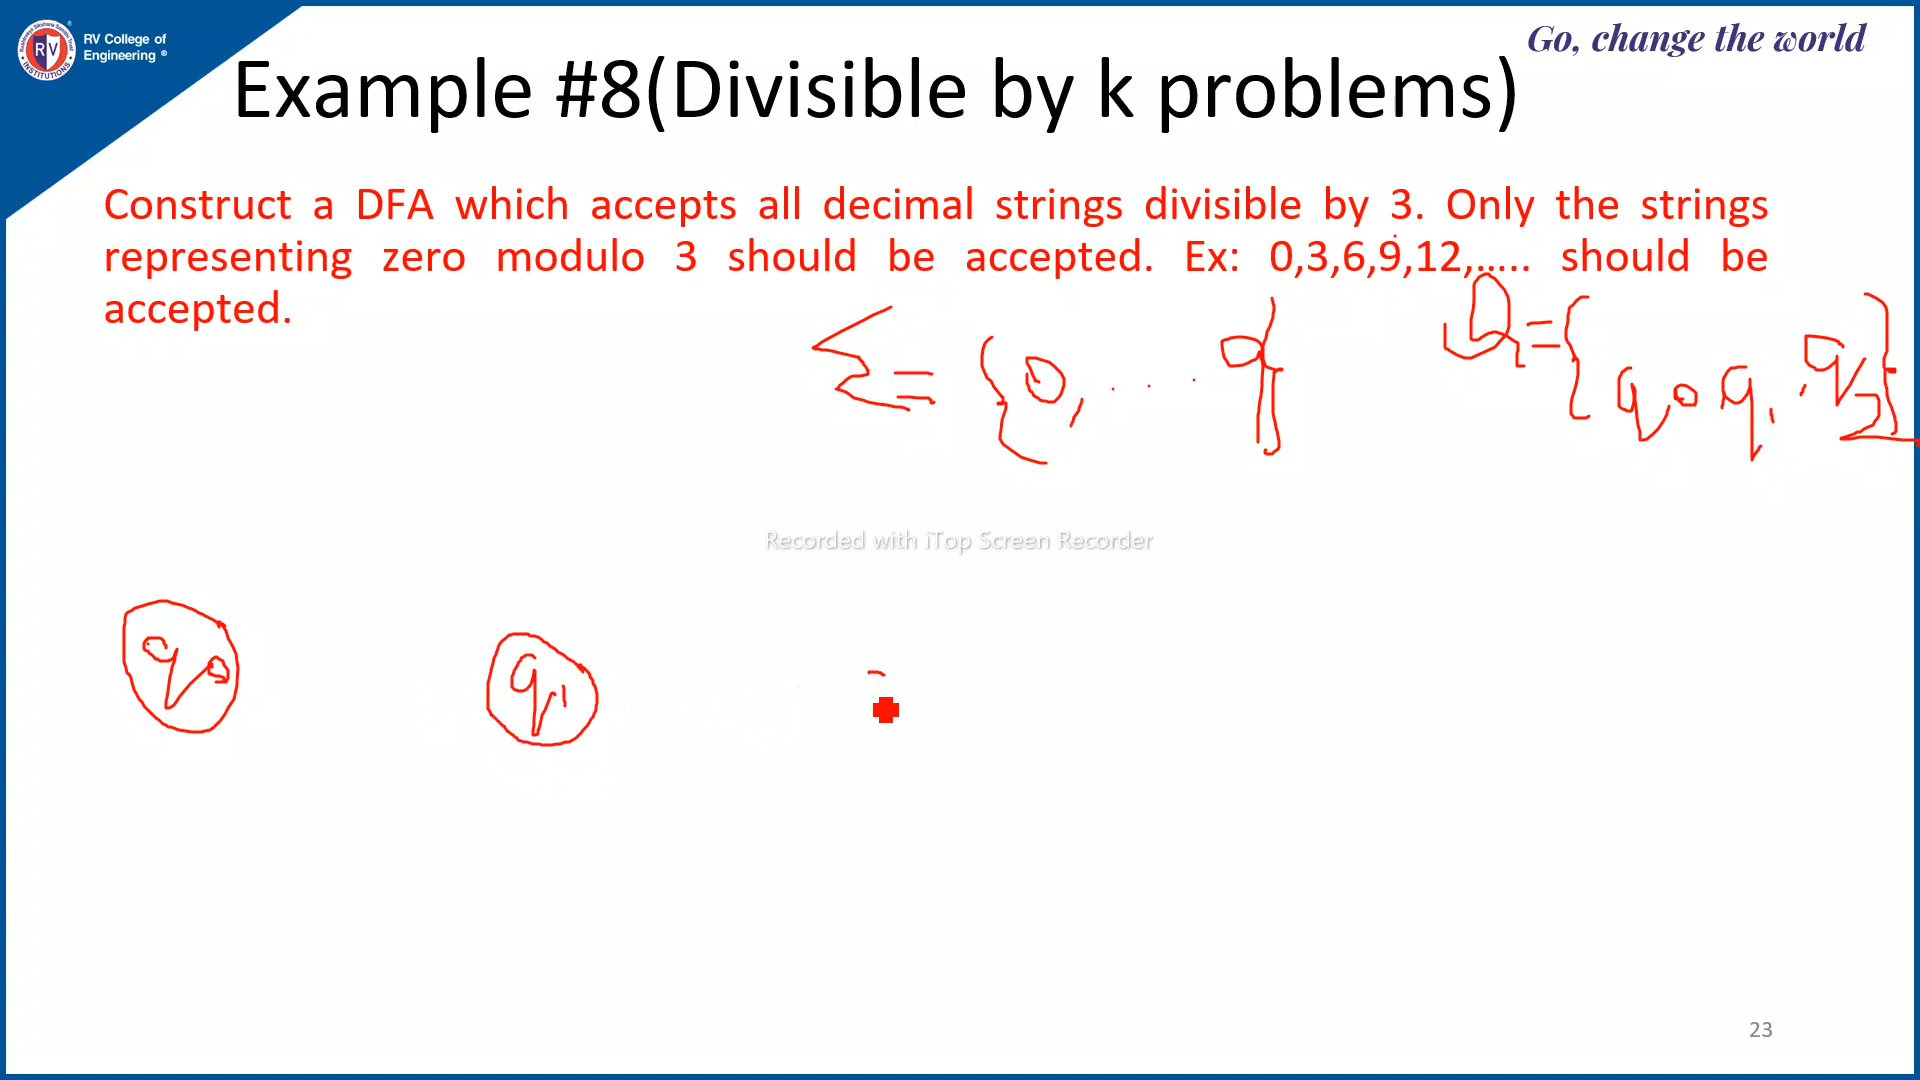 RV College of
Engineering ®
Go, change the world
Example #8(Divisible by k problems)
Construct a DFA which accepts all decimal strings divisible by 3. Only the strings
representing zero modulo 3 should be accepted. Ex: 0,3,6,9,12,..... should be
accepted.
Σ = {0, ... 9}
Q = {q0 q1, q2}
Recorded with iTop Screen Recorder
q0
q1
23